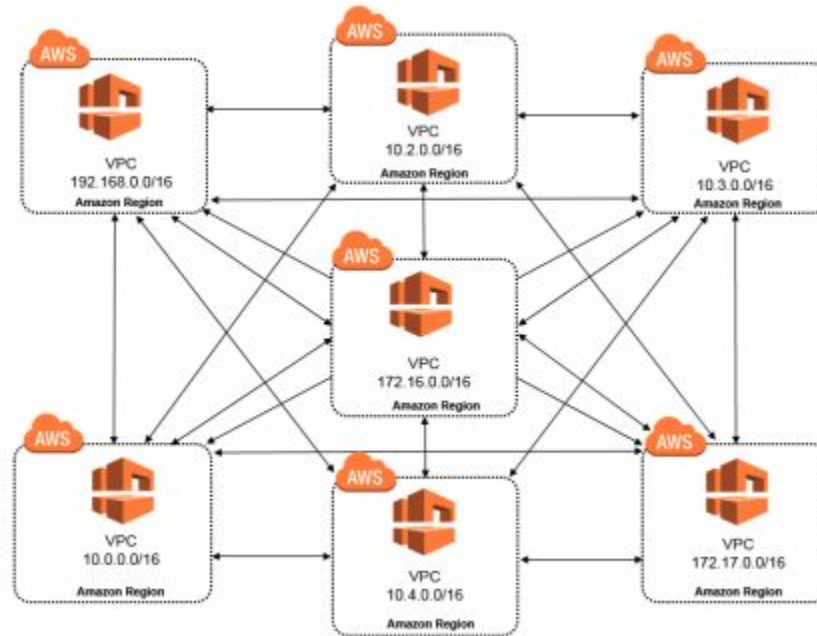 AWS
VPC
192.168.0.0/16
Amazon Region
AWS
VPC
10.2.0.0/16
Amazon Region
AWS
VPC
10.3.0.0/16
Amazon Region
AWS
VPC
172.16.0.0/16
Amazon Region
AWS
VPC
10.0.0.0/16
Amazon Region
AWS
VPC
10.4.0.0/16
Amazon Region
AWS
VPC
172.17.0.0/16
Amazon Region